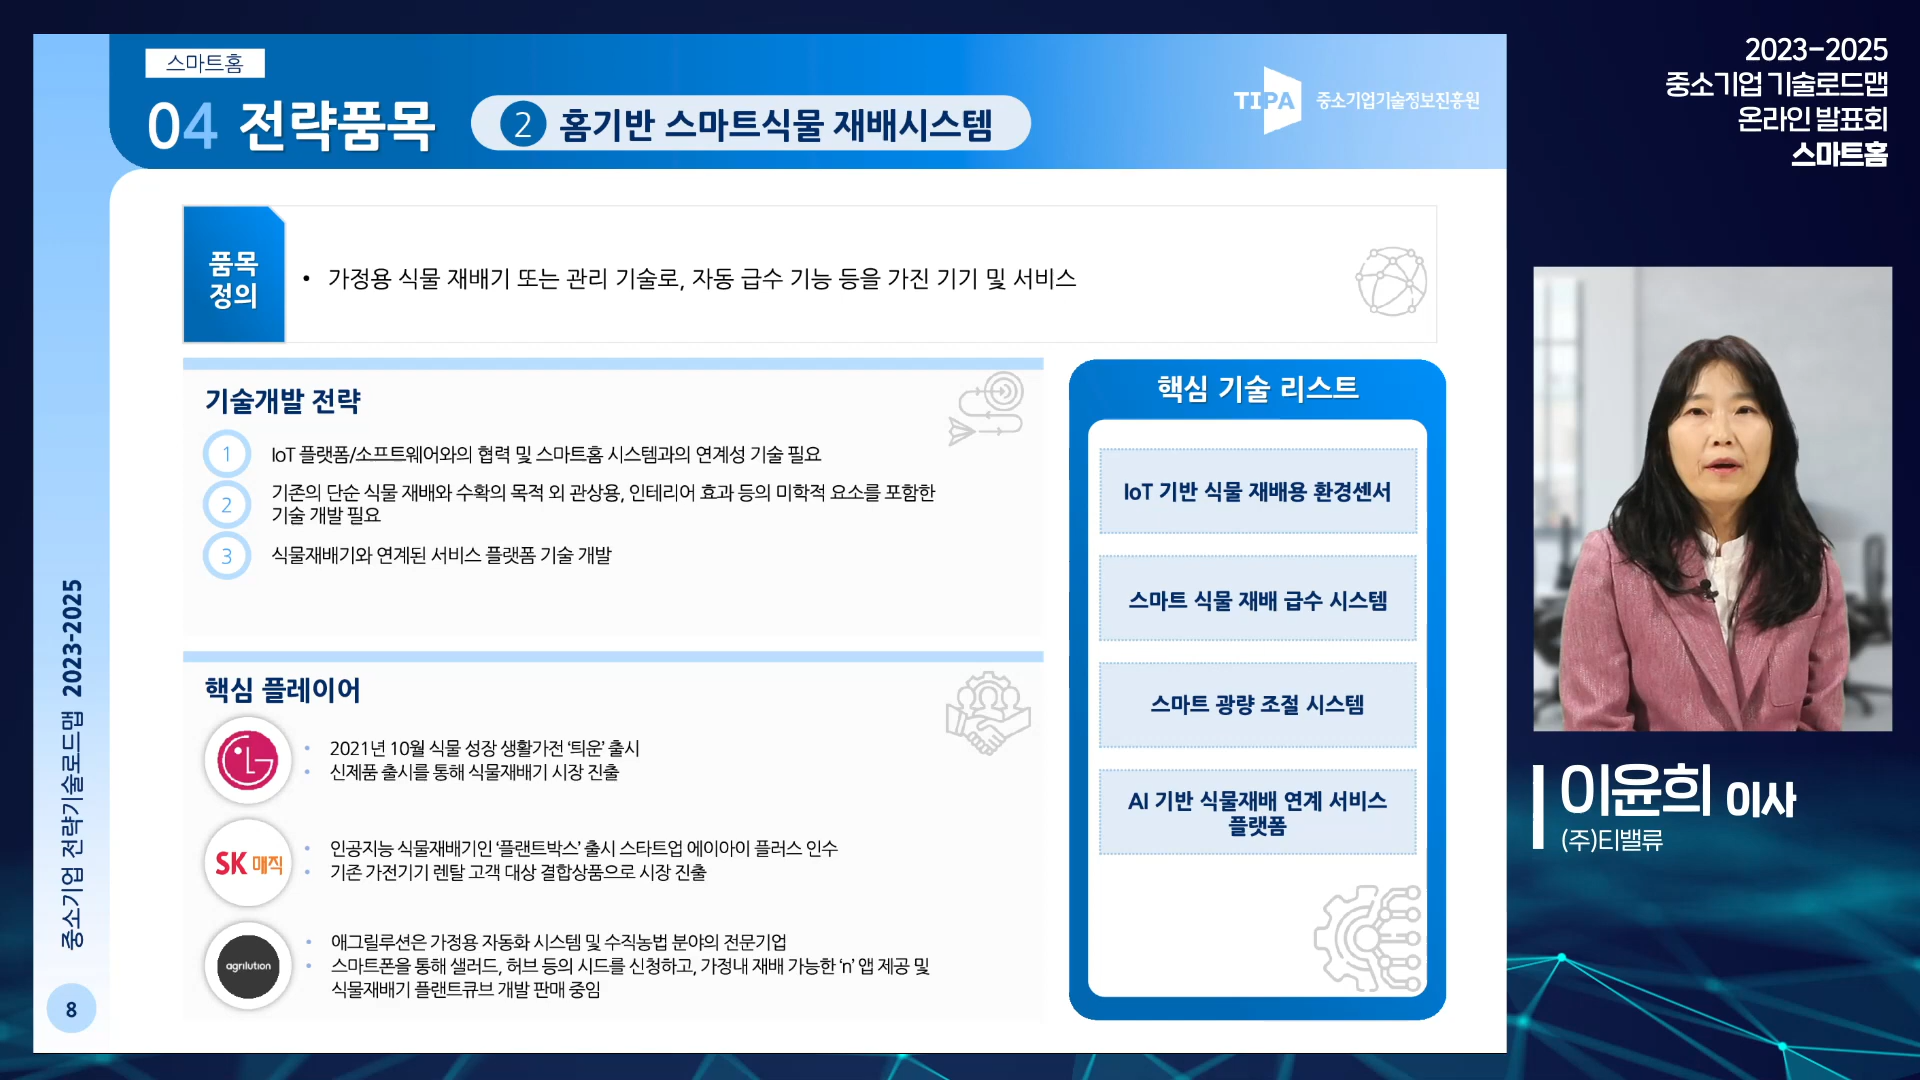 스마트홈
04 전략품목
2 홈기반 스마트식물 재배시스템
TIPA 중소기업기술정보진흥원
2023-2025
중소기업 기술로드맵
온라인 발표회
스마트홈
품목
정의
• 가정용 식물 재배기 또는 관리 기술로, 자동 급수 기능 등을 가진 기기 및 서비스
기술개발 전략
1 IoT 플랫폼/소프트웨어와의 협력 및 스마트홈 시스템과의 연계성 기술 필요
2 기존의 단순 식물 재배와 수확의 목적 외 관상용, 인테리어 효과 등의 미학적 요소를 포함한
기술 개발 필요
3 식물재배기와 연계된 서비스 플랫폼 기술 개발
핵심 플레이어
LG
• 2021년 10월 식물 성장 생활가전 ‘틔운’ 출시
• 신제품 출시를 통해 식물재배기 시장 진출
SK 매직
• 인공지능 식물재배기인 ‘플랜트박스’ 출시 스타트업 에이아이 플러스 인수
• 기존 가전기기 렌탈 고객 대상 결합상품으로 시장 진출
agrilution
• 애그릴루션은 가정용 자동화 시스템 및 수직농법 분야의 전문기업
• 스마트폰을 통해 샐러드, 허브 등의 시드를 신청하고, 가정내 재배 가능한 ‘n’ 앱 제공 및
식물재배기 플랜트큐브 개발 판매 중임
핵심 기술 리스트
IoT 기반 식물 재배용 환경센서
스마트 식물 재배 급수 시스템
스마트 광량 조절 시스템
AI 기반 식물재배 연계 서비스
플랫폼
이윤희 이사
(주)티밸류
중소기업 전략기술로드맵 2023-2025
8